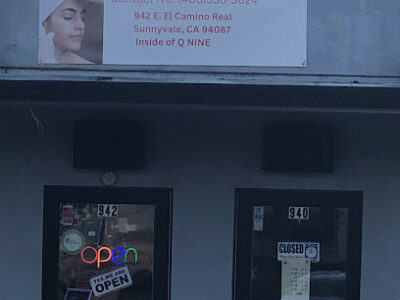 942 E. El Camino Real
Sunnyvale, CA 94087
Inside of Q NINE
942
940
open
YES WE ARE
OPEN
CLOSED